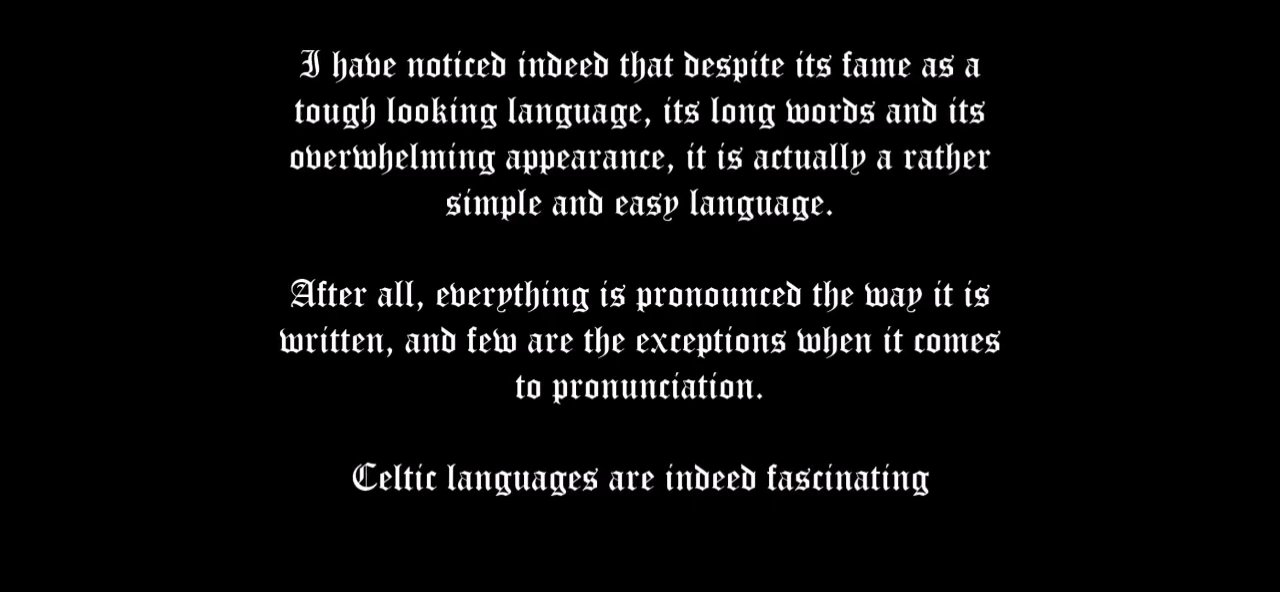 I have noticed indeed that despite its fame as a
tough looking language, its long words and its
overwhelming appearance, it is actually a rather
simple and easy language.
After all, everything is pronounced the way it is
written, and few are the exceptions when it comes
to pronunciation.
Celtic languages are indeed fascinating